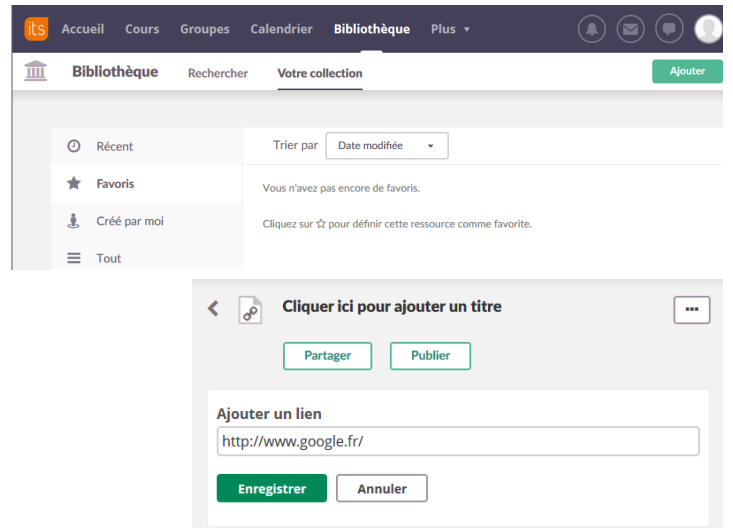 its Accueil Cours Groupes Calendrier Bibliothèque Plus
Bibliothèque Rechercher Votre collection Ajouter
Récent
Trier par Date modifiée
Favoris
Vous n'avez pas encore de favoris.
Créé par moi
Cliquez sur ☆ pour définir cette ressource comme favorite.
Tout
Cliquer ici pour ajouter un titre
Partager Publier
Ajouter un lien
http://www.google.fr/
Enregistrer Annuler